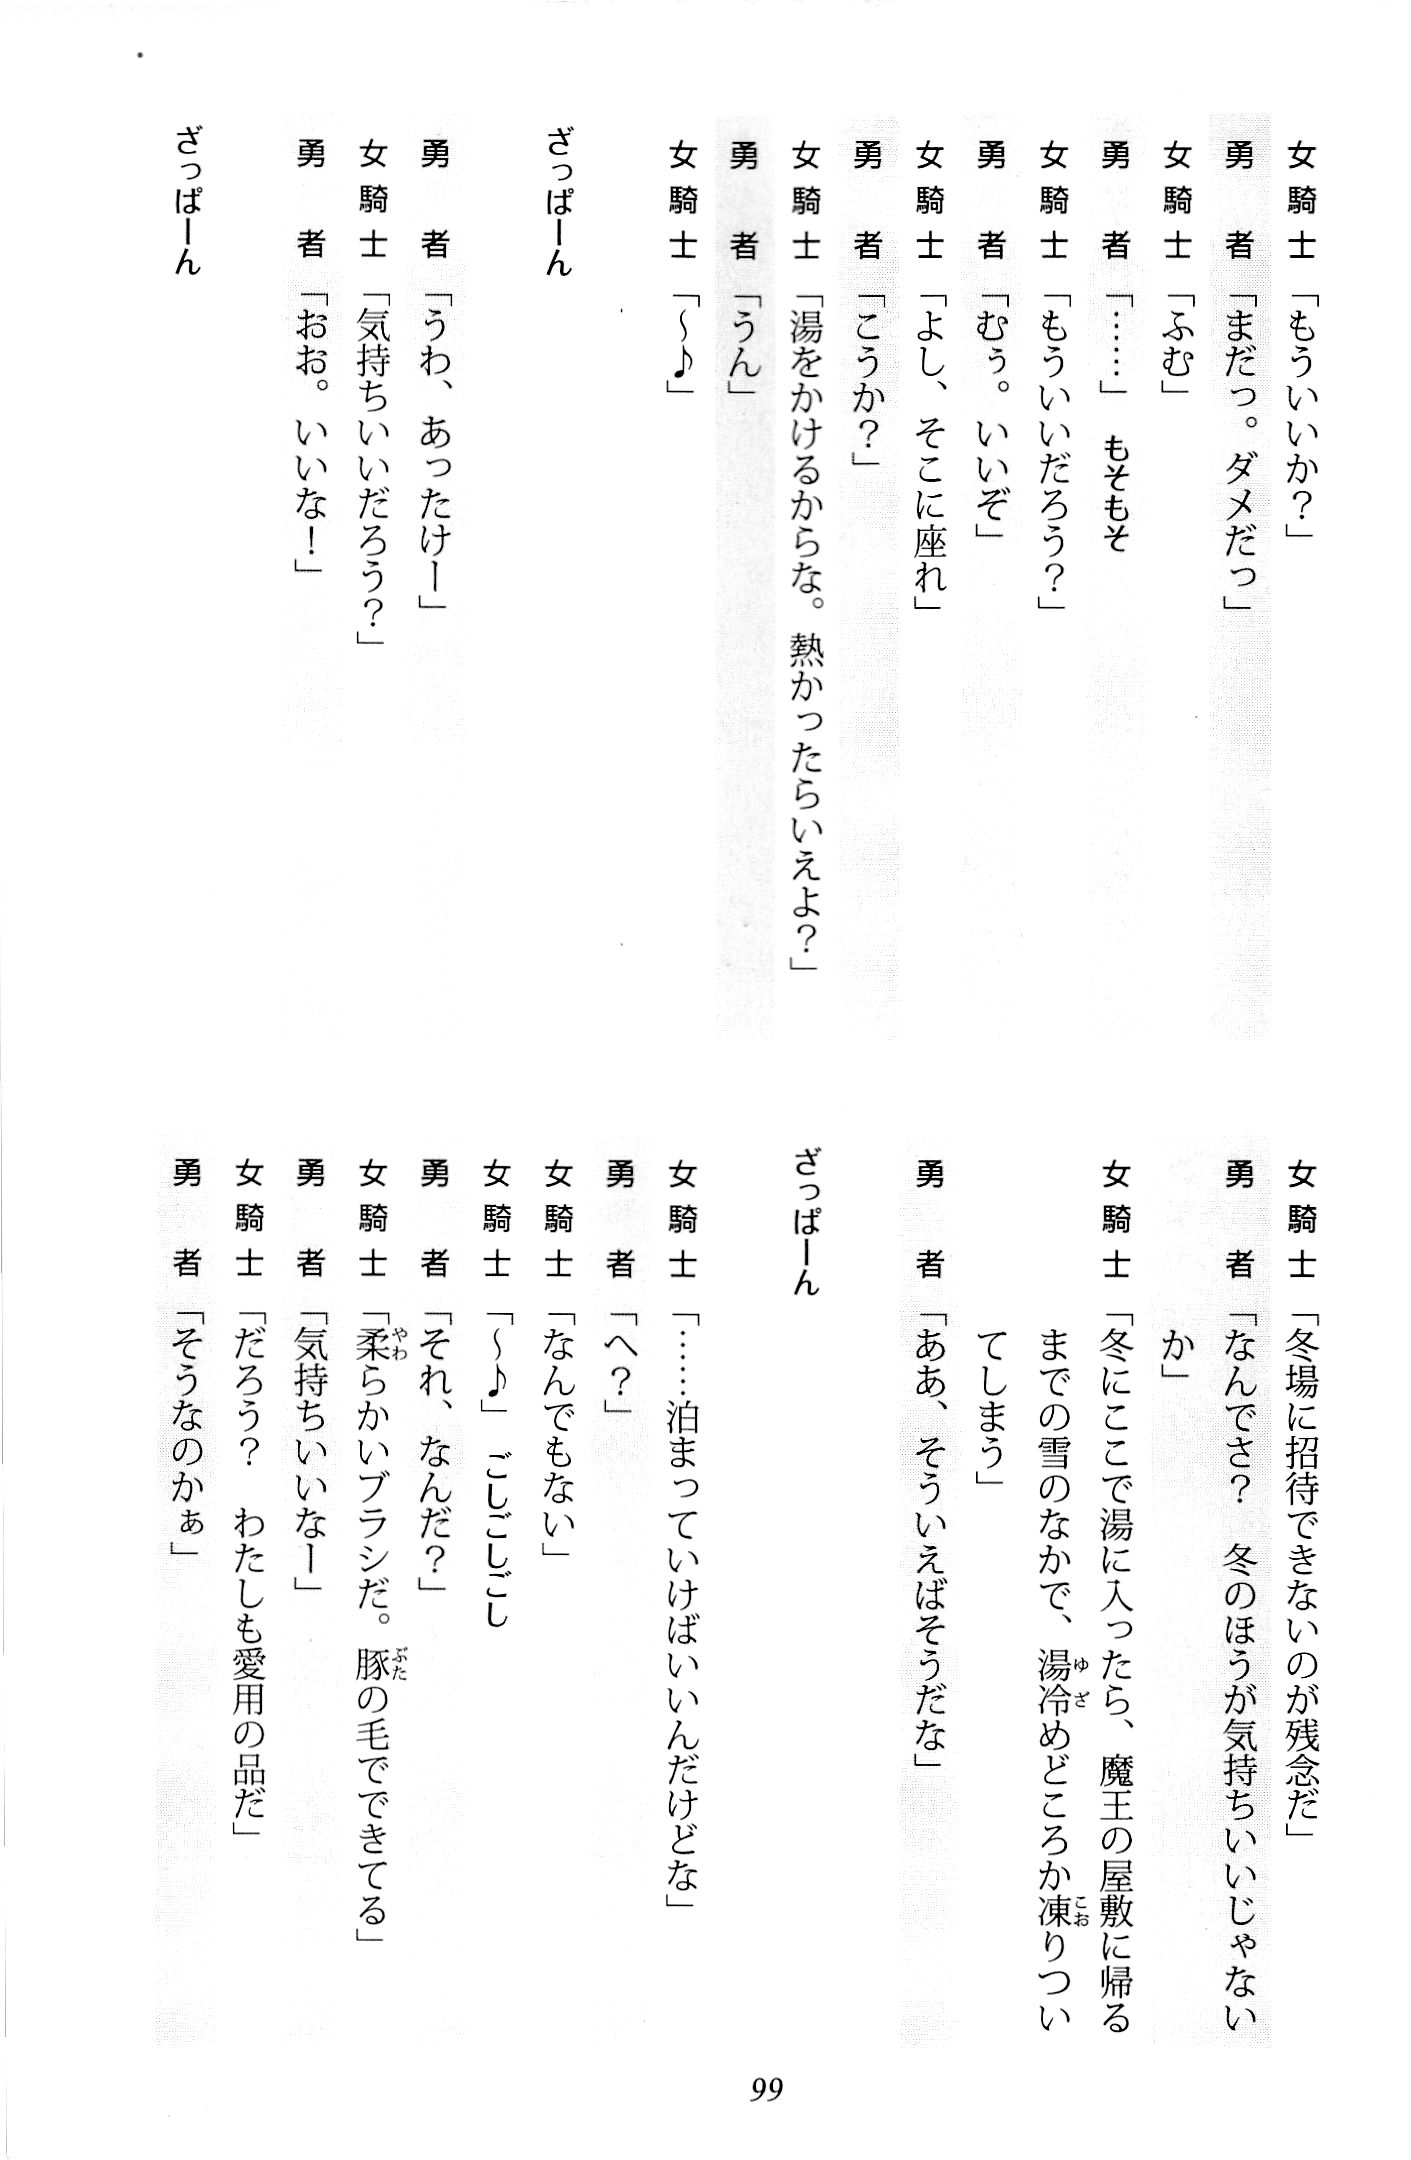 女騎士「もういいか？」
勇　者「まだっ。ダメだっ」
女騎士「ふむ」
勇　者「……」　もそもそ
女騎士「もういいだろう？」
勇　者「むぅ。いいぞ」
女騎士「よし、そこに座れ」
勇　者「こうか？」
女騎士「湯をかけるからな。熱かったらいえよ？」
勇　者「うん」
女騎士「～♪」
ざっぱーん
勇　者「うわ、あったけー」
女騎士「気持ちいいだろう？」
勇　者「おお。いいな！」
ざっぱーん
女騎士「冬場に招待できないのが残念だ」
勇　者「なんでさ？　冬のほうが気持ちいいじゃない
か」
女騎士「冬にここで湯に入ったら、魔王の屋敷に帰る
までの雪のなかで、湯冷めどころか凍りつい
てしまう」
勇　者「ああ、そういえばそうだな」
ざっぱーん
女騎士「……泊まっていけばいいんだけどな」
勇　者「へ？」
女騎士「なんでもない」
女騎士「～♪」　ごしごしごし
勇　者「それ、なんだ？」
女騎士「柔らかいブラシだ。豚の毛でできてる」
勇　者「気持ちいいなー」
女騎士「だろう？　わたしも愛用の品だ」
勇　者「そうなのかぁ」
99